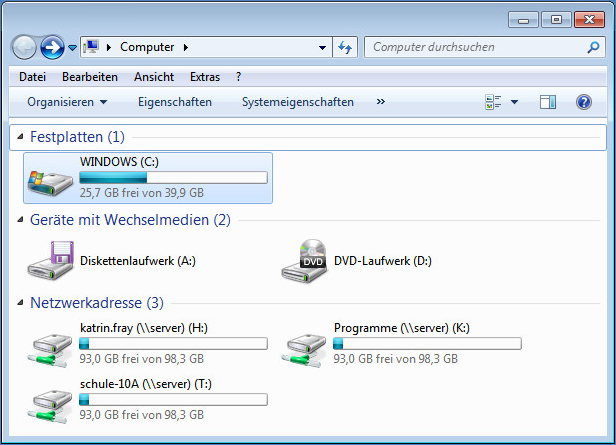 Computer
Computer durchsuchen
Datei Bearbeiten Ansicht Extras ?
Organisieren Eigenschaften Systemeigenschaften »
Festplatten (1)
WINDOWS (C:)
25,7 GB frei von 39,9 GB
Geräte mit Wechselmedien (2)
Diskettenlaufwerk (A:)
DVD
DVD-Laufwerk (D:)
Netzwerkadresse (3)
katrin.fray (\\server) (H:)
93,0 GB frei von 98,3 GB
Programme (\\server) (K:)
93,0 GB frei von 98,3 GB
schule-10A (\\server) (T:)
93,0 GB frei von 98,3 GB